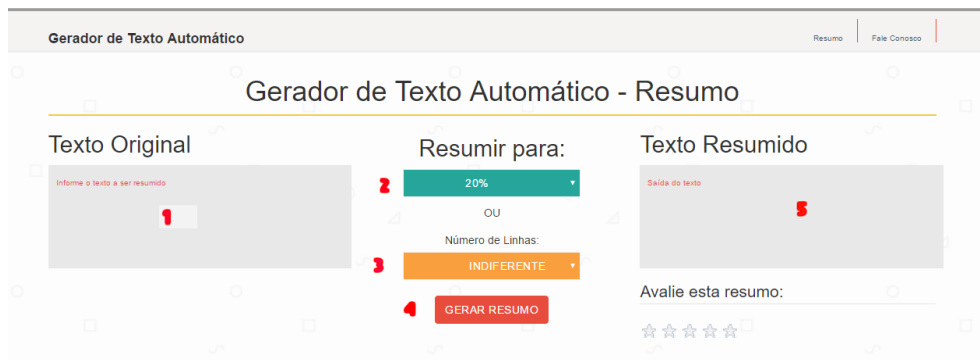 Gerador de Texto Automático
Resumo
Fale Conosco
Gerador de Texto Automático - Resumo
Texto Original
Informe o texto a ser resumido
1
Resumir para:
2
20%
OU
Número de Linhas:
3
INDIFERENTE
4
GERAR RESUMO
Texto Resumido
Saída do texto
5
Avalie esta resumo: